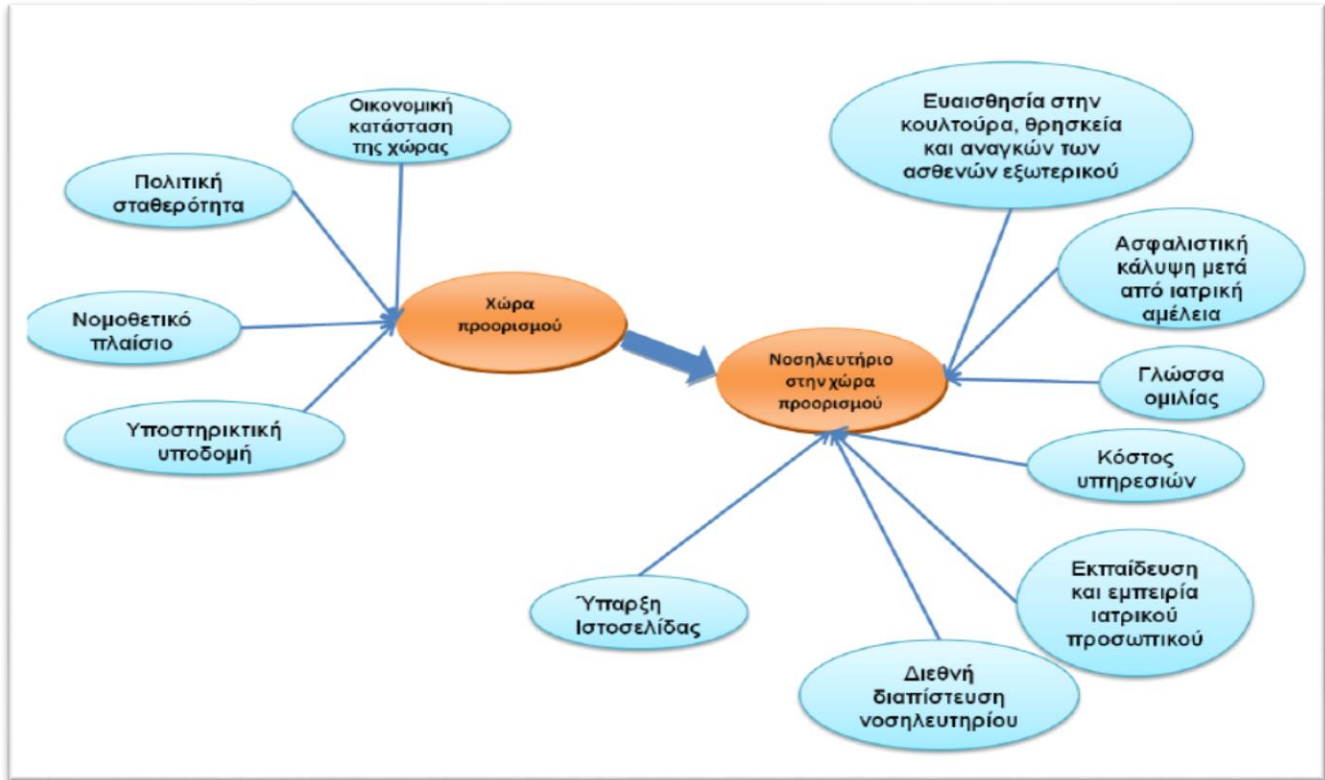 Οικονομική
κατάσταση
της χώρας
Πολιτική
σταθερότητα
Νομοθετικό
πλαίσιο
Υποστηρικτική
υποδομή
Χώρα
προορισμού
Νοσηλευτήριο
στην χώρα
προορισμού
Ευαισθησία στην
κουλτούρα, θρησκεία
και αναγκών των
ασθενών εξωτερικού
Ασφαλιστική
κάλυψη μετά
από ιατρική
αμέλεια
Γλώσσα
ομιλίας
Κόστος
υπηρεσιών
Εκπαίδευση
και εμπειρία
ιατρικού
προσωπικού
Διεθνή
διαπίστευση
νοσηλευτηρίου
Ύπαρξη
Ιστοσελίδας